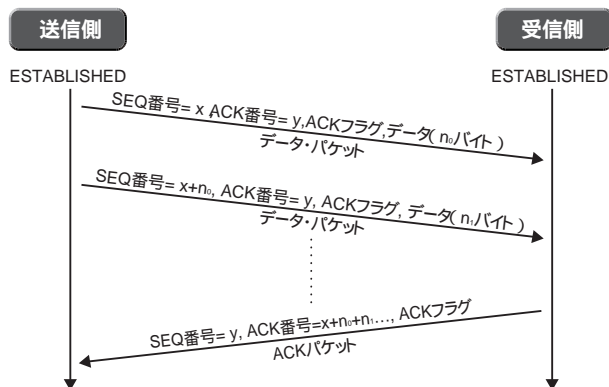 送信側
受信側
ESTABLISHED
ESTABLISHED
SEQ番号= x ,ACK番号= y,ACKフラグ,データ( n₀バイト )
データ・パケット
SEQ番号= x+n₀, ACK番号= y, ACKフラグ, データ( n₁バイト )
データ・パケット
SEQ番号= y, ACK番号=x+n₀+n₁…, ACKフラグ
ACKパケット